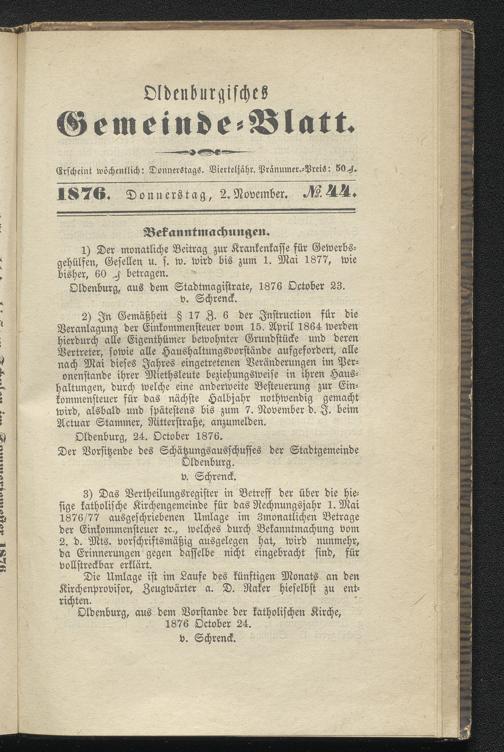 Oldenburgisches
Gemeinde=Blatt.
Erscheint wöchentlich: Donnerstags. Vierteljähr. Pränumer.=Preis: 50 ₰.
1876. Donnerstag, 2. November. №. 44.
Bekanntmachungen.
1) Der monatliche Beitrag zur Krankenkasse für Gewerbs=
gehülfen, Gesellen u. s. w. wird bis zum 1. Mai 1877, wie
bisher, 60 ₰ betragen.
Oldenburg, aus dem Stadtmagistrate, 1876 October 23.
v. Schrenck.
2) In Gemäßheit § 17 Z. 6 der Instruction für die
Veranlagung der Einkommensteuer vom 15. April 1864 werden
hierdurch alle Eigenthümer bewohnter Grundstücke und deren
Vertreter, sowie alle Haushaltungsvorstände aufgefordert, alle
nach Mai dieses Jahres eingetretenen Veränderungen im Per=
onenstande ihrer Miethsleute beziehungsweise in ihren Haus=
haltungen, durch welche eine anderweite Besteuerung zur Ein=
kommensteuer für das nächste Halbjahr nothwendig gemacht
wird, alsbald und spätestens bis zum 7. November d. J. beim
Actuar Stammer, Ritterstraße, anzumelden.
Oldenburg, 24. October 1876.
Der Vorsitzende des Schätzungsausschusses der Stadtgemeinde
Oldenburg.
v. Schrenck.
3) Das Vertheilungsregister in Betreff der über die hie=
sige katholische Kirchengemeinde für das Rechnungsjahr 1. Mai
1876/77 ausgeschriebenen Umlage im 3monatlichen Betrage
der Einkommensteuer ꝛc., welches durch Bekanntmachung vom
2. d. Mts. vorschriftsmäßig ausgelegen hat, wird nunmehr,
da Erinnerungen gegen dasselbe nicht eingebracht sind, für
vollstreckbar erklärt.
Die Umlage ist im Laufe des künftigen Monats an den
Kirchenprovisor, Zeugwärter a. D. Raker hieselbst zu ent=
richten.
Oldenburg, aus dem Vorstande der katholischen Kirche,
1876 October 24.
v. Schrenck.